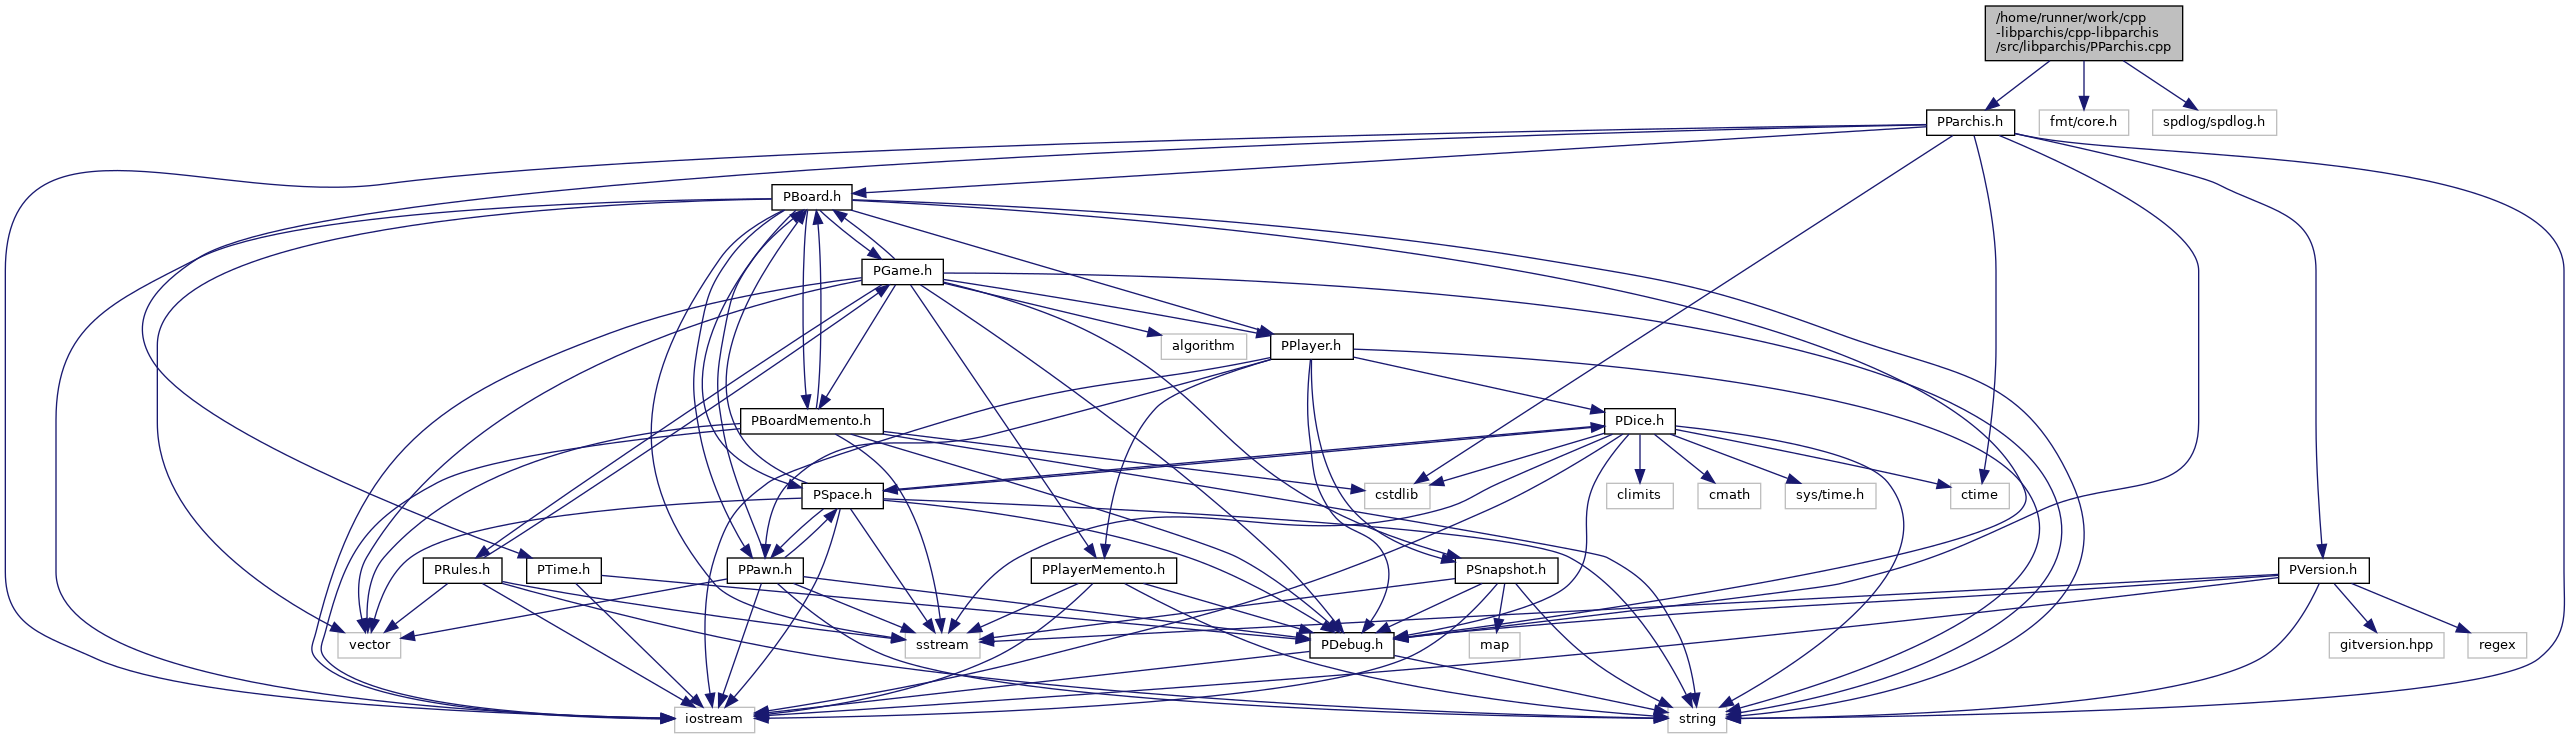 /home/runner/work/cpp
-libparchis/cpp-libparchis
/src/libparchis/PParchis.cpp
PParchis.h
fmt/core.h
spdlog/spdlog.h
PBoard.h
PGame.h
algorithm
PPlayer.h
PBoardMemento.h
PDice.h
PSpace.h
cstdlib
climits
cmath
sys/time.h
ctime
PRules.h
PTime.h
PPawn.h
PPlayerMemento.h
PSnapshot.h
PVersion.h
vector
sstream
PDebug.h
map
gitversion.hpp
regex
iostream
string